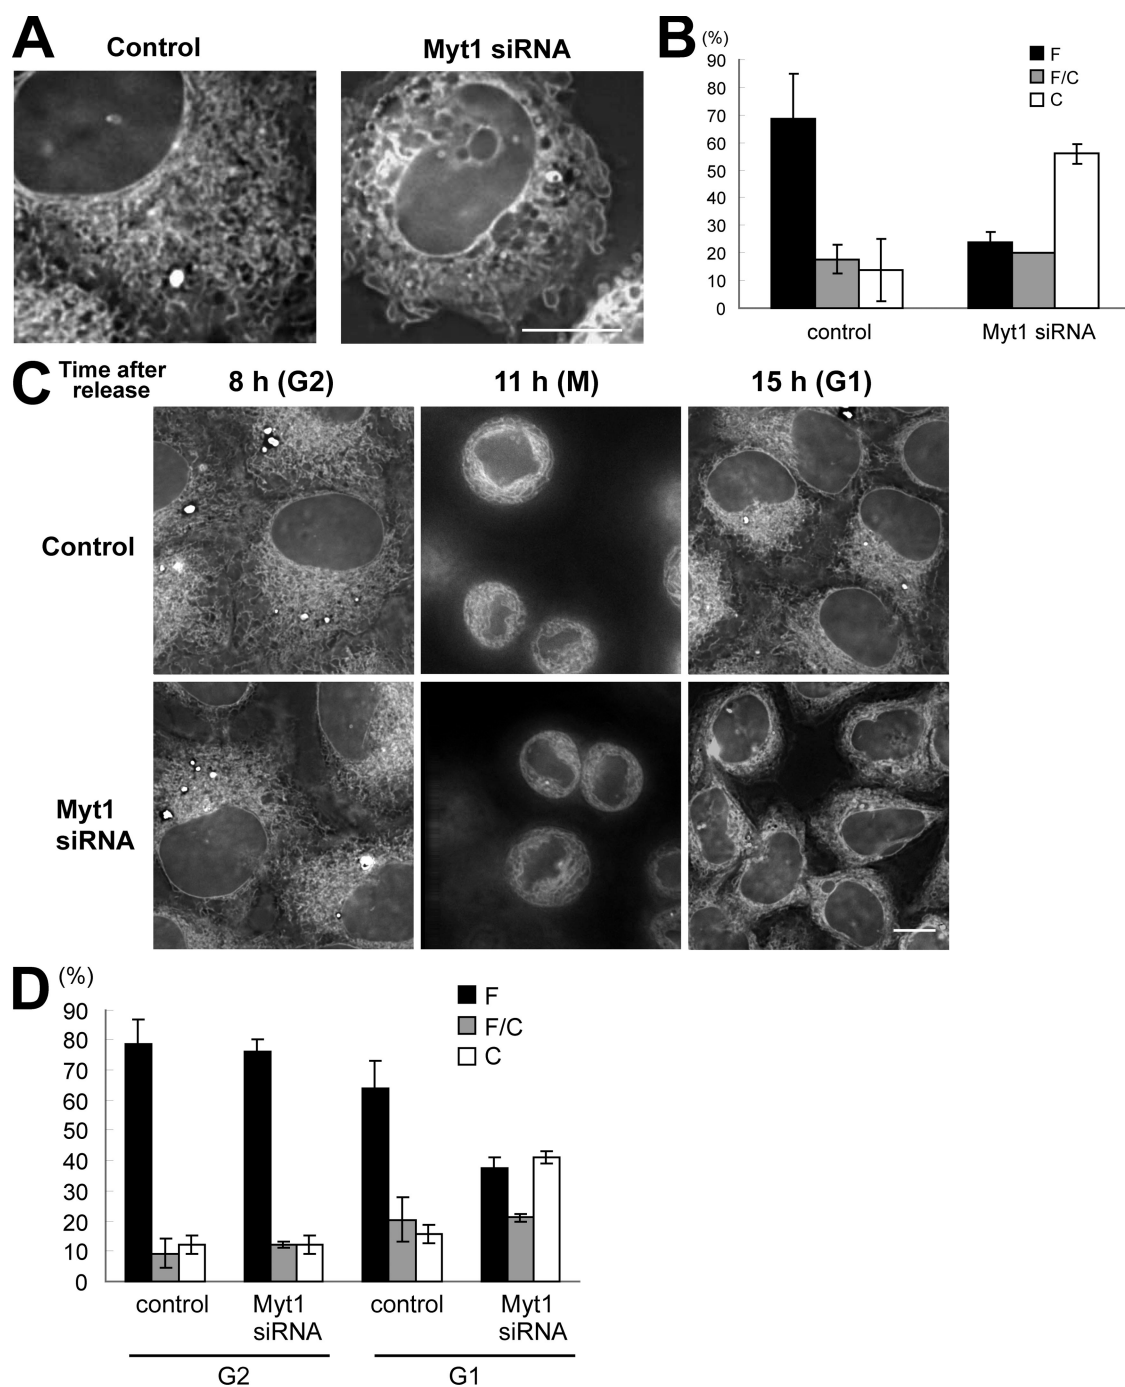 A
Control
Myt1 siRNA
B
(%)
90
80
70
60
50
40
30
20
10
0
F
F/C
C
control
Myt1 siRNA
C
Time after
release
8 h (G2)
11 h (M)
15 h (G1)
Control
Myt1
siRNA
D
(%)
90
80
70
60
50
40
30
20
10
0
F
F/C
C
control
Myt1
siRNA
control
Myt1
siRNA
G2
G1